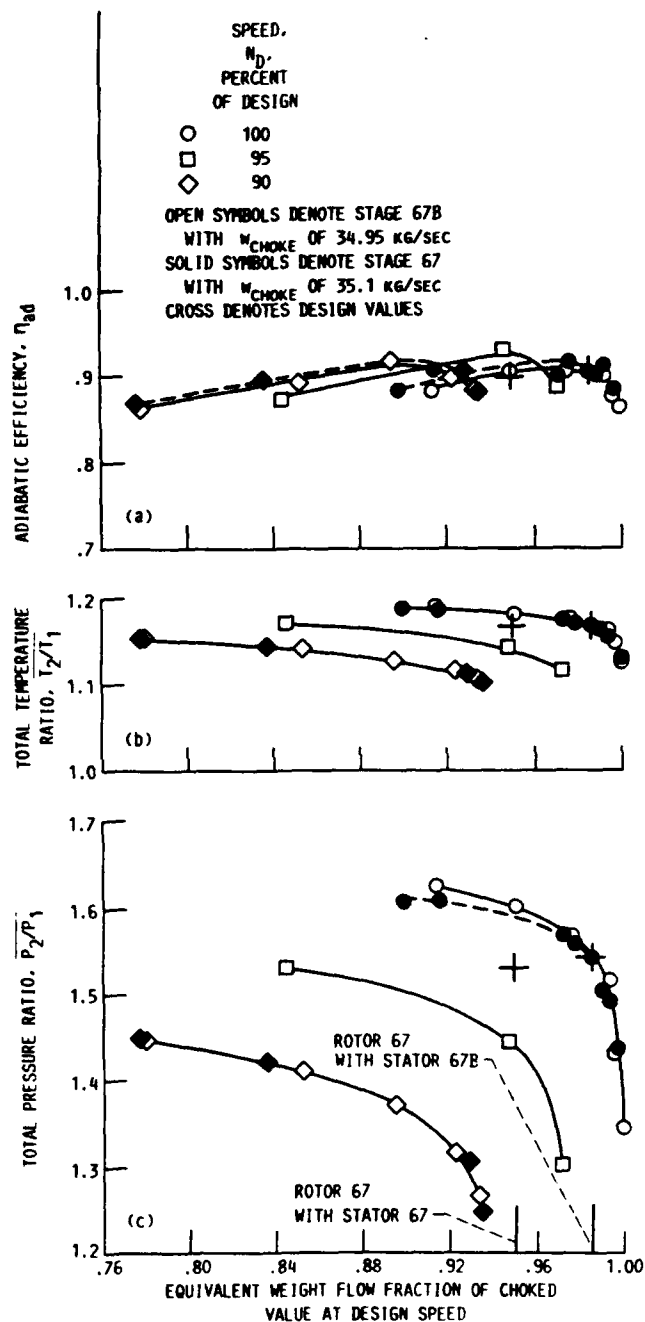 SPEED,
N_D,
PERCENT
OF DESIGN
100
95
90
OPEN SYMBOLS DENOTE STAGE 67B
WITH w_CHOKE OF 34.95 KG/SEC
SOLID SYMBOLS DENOTE STAGE 67
WITH w_CHOKE OF 35.1 KG/SEC
CROSS DENOTES DESIGN VALUES
ADIABATIC EFFICIENCY, η_ad
1.0
.9
.8
.7
(a)
TOTAL TEMPERATURE
RATIO, T_2/T_1
1.2
1.1
1.0
(b)
TOTAL PRESSURE RATIO, P_2/P_1
1.7
1.6
1.5
1.4
1.3
1.2
ROTOR 67
WITH STATOR 67B
ROTOR 67
WITH STATOR 67
(c)
.76 .80 .84 .88 .92 .96 1.00
EQUIVALENT WEIGHT FLOW FRACTION OF CHOKED
VALUE AT DESIGN SPEED